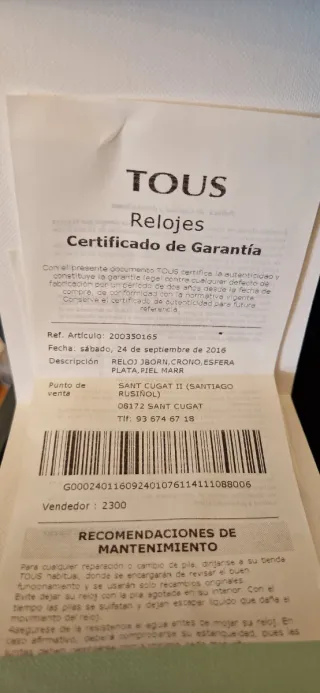 TOUS
Relojes
Certificado de Garantía
Con el presente documento TOUS certifica la autenticidad y
constituye la garantía legal contra cualquier defecto de
fabricación por un período de dos años desde la fecha de
compra, de conformidad con la normativa vigente.
Conserve el certificado de autenticidad para futura
referencia.
Ref. Artículo: 200350165
Fecha: sábado, 24 de septiembre de 2016
Descripción RELOJ JBORN,CRONO,ESFERA
PLATA,PIEL MARR
Punto de venta SANT CUGAT II (SANTIAGO
RUSIÑOL)
08172 SANT CUGAT
Tlf: 93 674 67 18
G00024011609240107611411108B006
Vendedor : 2300
RECOMENDACIONES DE
MANTENIMIENTO
Para cualquier reparación o cambio de pila, dirijarse a su tienda
TOUS habitual, donde se encargarán de revisar el buen
funcionamiento y se usarán solo recambios originales.
Evite dejar su reloj con la pila agotada en su interior. Con el
tiempo las pilas se sulfatan y dejan escapar líquido que daña el
movimiento del reloj.
Asegúrese de la resistencia al agua antes de mojar su reloj. En
caso afirmativo, deberá comprobarse su estanqueidad, pues las